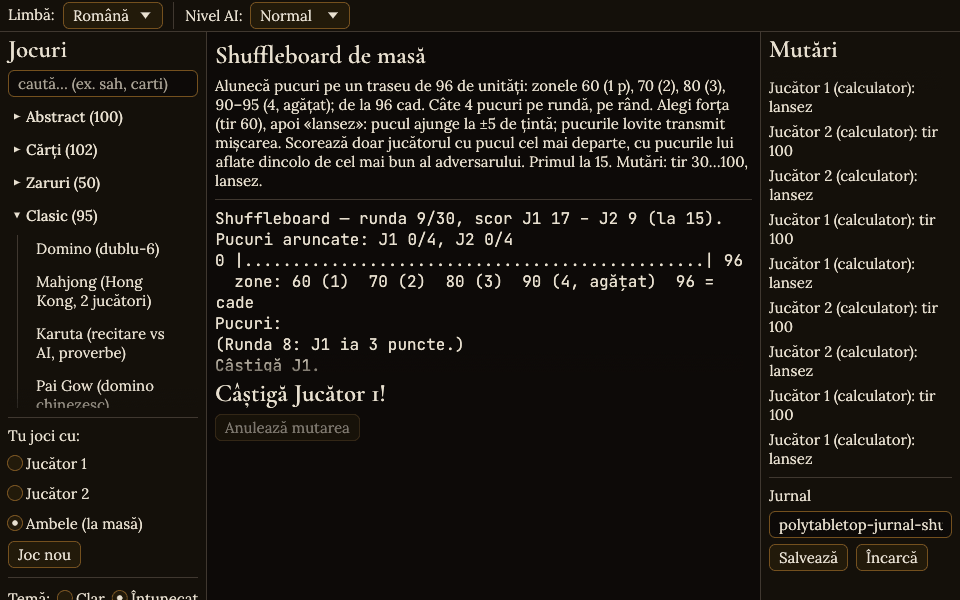 Limbă: Română ▼ Nivel AI: Normal ▼
Jocuri
caută... (ex. sah, carti)
▸ Abstract (100)
▸ Cărți (102)
▸ Zaruri (50)
▾ Clasic (95)
Domino (dublu-6)
Mahjong (Hong
Kong, 2 jucători)
Karuta (recitare vs
AI, proverbe)
Pai Gow (domino
chinezesc)
Tu joci cu:
Jucător 1
Jucător 2
Ambele (la masă)
Joc nou
Temă: Clar Întunecat
Shuffleboard de masă
Alunecă pucuri pe un traseu de 96 de unități: zonele 60 (1 p), 70 (2), 80 (3),
90–95 (4, agățat); de la 96 cad. Câte 4 pucuri pe rundă, pe rând. Alegi forța
(tir 60), apoi «lansez»: pucul ajunge la ±5 de țintă; pucurile lovite transmit
mișcarea. Scorează doar jucătorul cu pucul cel mai departe, cu pucurile lui
aflate dincolo de cel mai bun al adversarului. Primul la 15. Mutări: tir 30…100,
lansez.
Shuffleboard — runda 9/30, scor J1 17 – J2 9 (la 15).
Pucuri aruncate: J1 0/4, J2 0/4
0 |................................................| 96
zone: 60 (1) 70 (2) 80 (3) 90 (4, agățat) 96 =
cade
Pucuri:
(Runda 8: J1 ia 3 puncte.)
Câstigă J1.
Câștigă Jucător 1!
Anulează mutarea
Mutări
Jucător 1 (calculator):
lansez
Jucător 2 (calculator): tir
100
Jucător 2 (calculator):
lansez
Jucător 1 (calculator): tir
100
Jucător 1 (calculator):
lansez
Jucător 2 (calculator): tir
100
Jucător 2 (calculator):
lansez
Jucător 1 (calculator): tir
100
Jucător 1 (calculator):
lansez
Jurnal
polytabletop-jurnal-shu
Salvează Încarcă